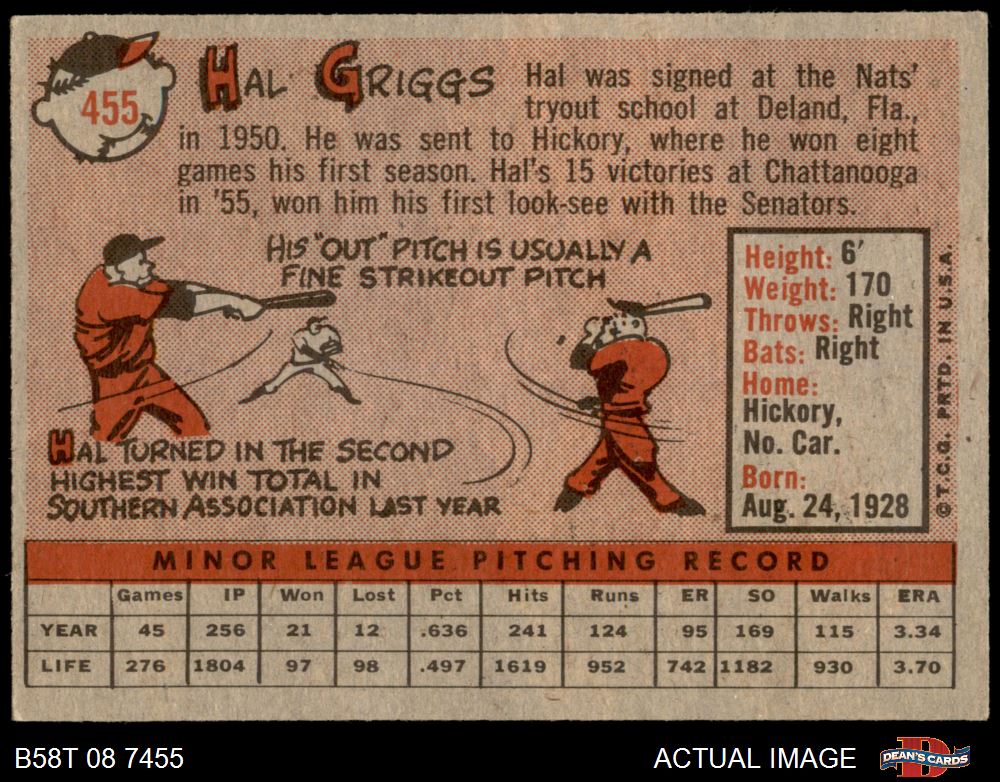 455
HAL GRIGGS
Hal was signed at the Nats'
tryout school at Deland, Fla.,
in 1950. He was sent to Hickory, where he won eight
games his first season. Hal's 15 victories at Chattanooga
in '55, won him his first look-see with the Senators.
HIS "OUT" PITCH IS USUALLY A
FINE STRIKEOUT PITCH
HAL TURNED IN THE SECOND
HIGHEST WIN TOTAL IN
SOUTHERN ASSOCIATION LAST YEAR
Height: 6'
Weight: 170
Throws: Right
Bats: Right
Home:
Hickory,
No. Car.
Born:
Aug. 24, 1928
© T.C.G. PRTD. IN U.S.A.
MINOR LEAGUE PITCHING RECORD
Games IP Won Lost Pct Hits Runs ER SO Walks ERA
YEAR 45 256 21 12 .636 241 124 95 169 115 3.34
LIFE 276 1804 97 98 .497 1619 952 742 1182 930 3.70
B58T 08 7455
ACTUAL IMAGE
D
DEAN'S CARDS